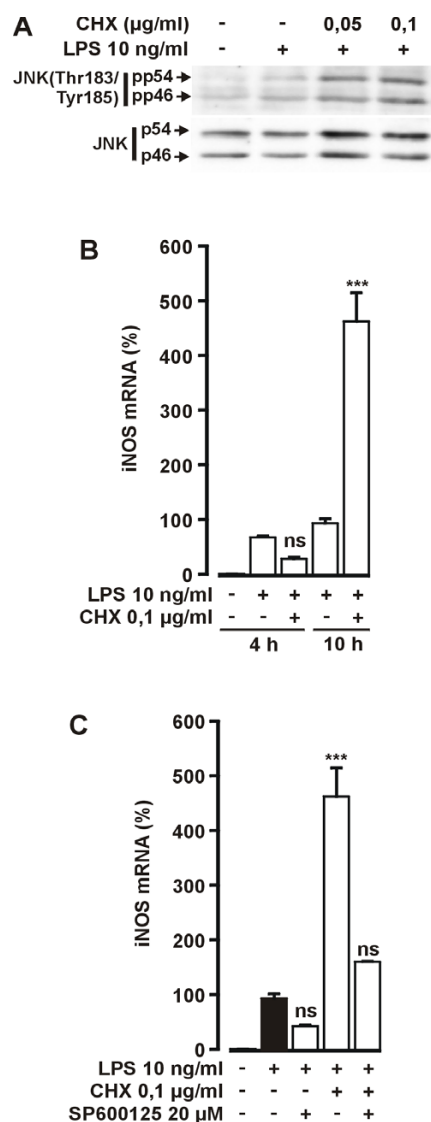 A CHX (µg/ml) - - 0,05 0,1
LPS 10 ng/ml - + + +
JNK(Thr183/ pp54
Tyr185) pp46
p54
JNK
p46
B
600
500
400
300
200
100
0
iNOS mRNA (%)
***
ns
LPS 10 ng/ml - + + + +
CHX 0,1 µg/ml - - + - +
4 h 10 h
C
600
500
400
300
200
100
0
iNOS mRNA (%)
***
ns
ns
LPS 10 ng/ml - + + + +
CHX 0,1 µg/ml - - - + +
SP600125 20 µM - - + - +